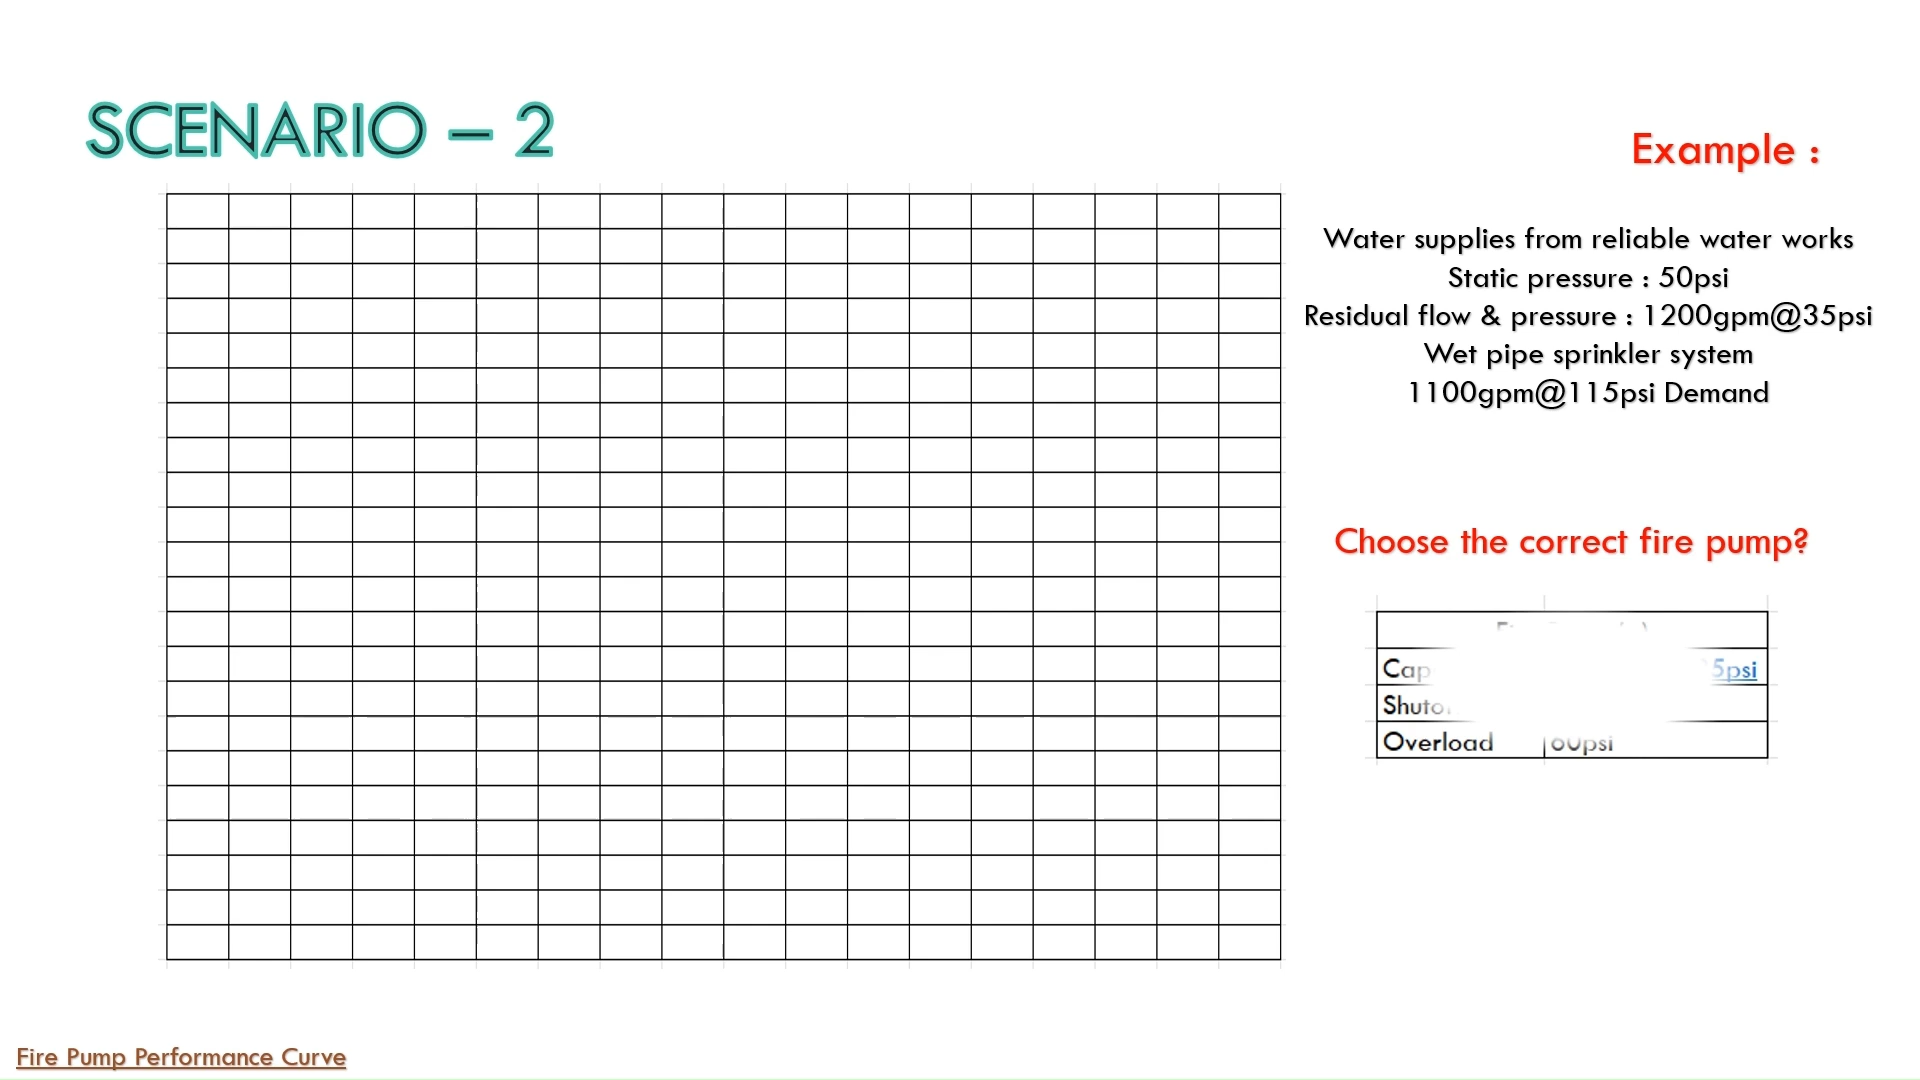 SCENARIO – 2
Example :
Water supplies from reliable water works
Static pressure : 50psi
Residual flow & pressure : 1200gpm@35psi
Wet pipe sprinkler system
1100gpm@115psi Demand
Choose the correct fire pump?
5psi
Overload
Fire Pump Performance Curve